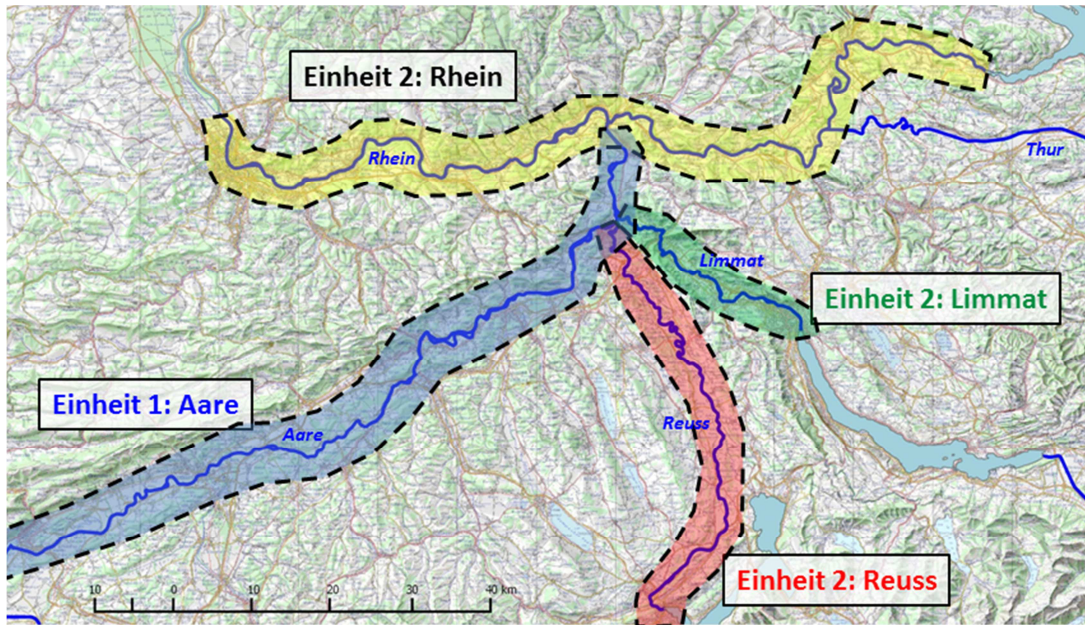 Einheit 2: Rhein
Rhein
Thur
Limmat
Einheit 2: Limmat
Einheit 1: Aare
Aare
Reuss
Einheit 2: Reuss
10 0 10 20 30 40 km